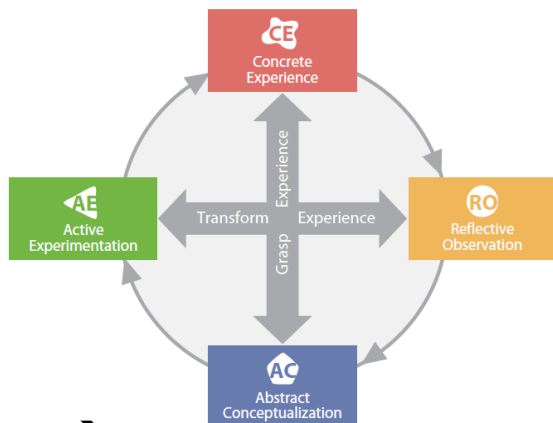 CE
Concrete
Experience
Grasp Experience
AE
Active
Experimentation
Transform Experience
RO
Reflective
Observation
AC
Abstract
Conceptualization